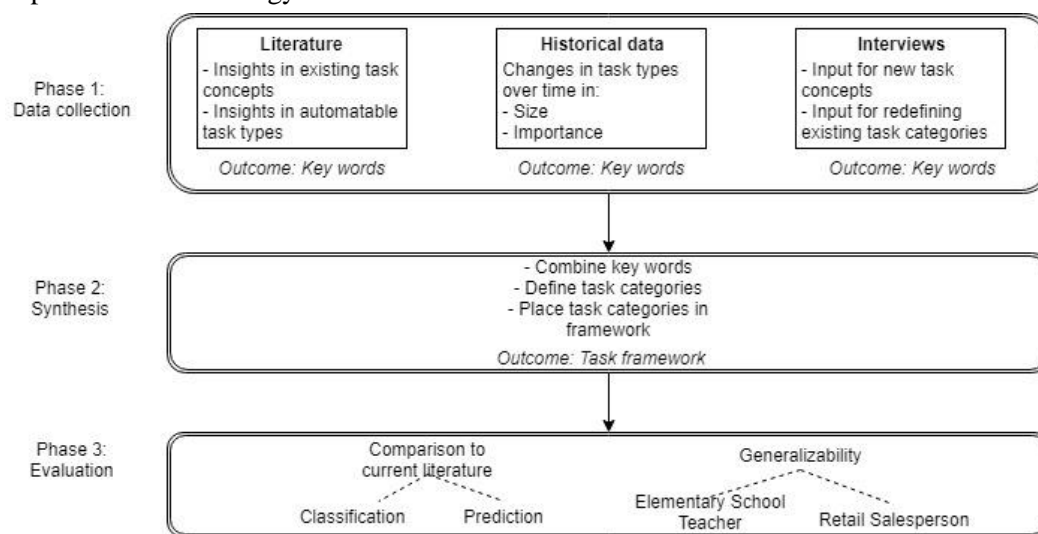 Phase 1:
Data collection
Literature
- Insights in existing task
concepts
- Insights in automatable
task types
Outcome: Key words
Historical data
Changes in task types
over time in:
- Size
- Importance
Outcome: Key words
Interviews
- Input for new task
concepts
- Input for redefining
existing task categories
Outcome: Key words
Phase 2:
Synthesis
- Combine key words
- Define task categories
- Place task categories in
framework
Outcome: Task framework
Phase 3:
Evaluation
Comparison to
current literature
Classification
Prediction
Generalizability
Elementary School
Teacher
Retail Salesperson